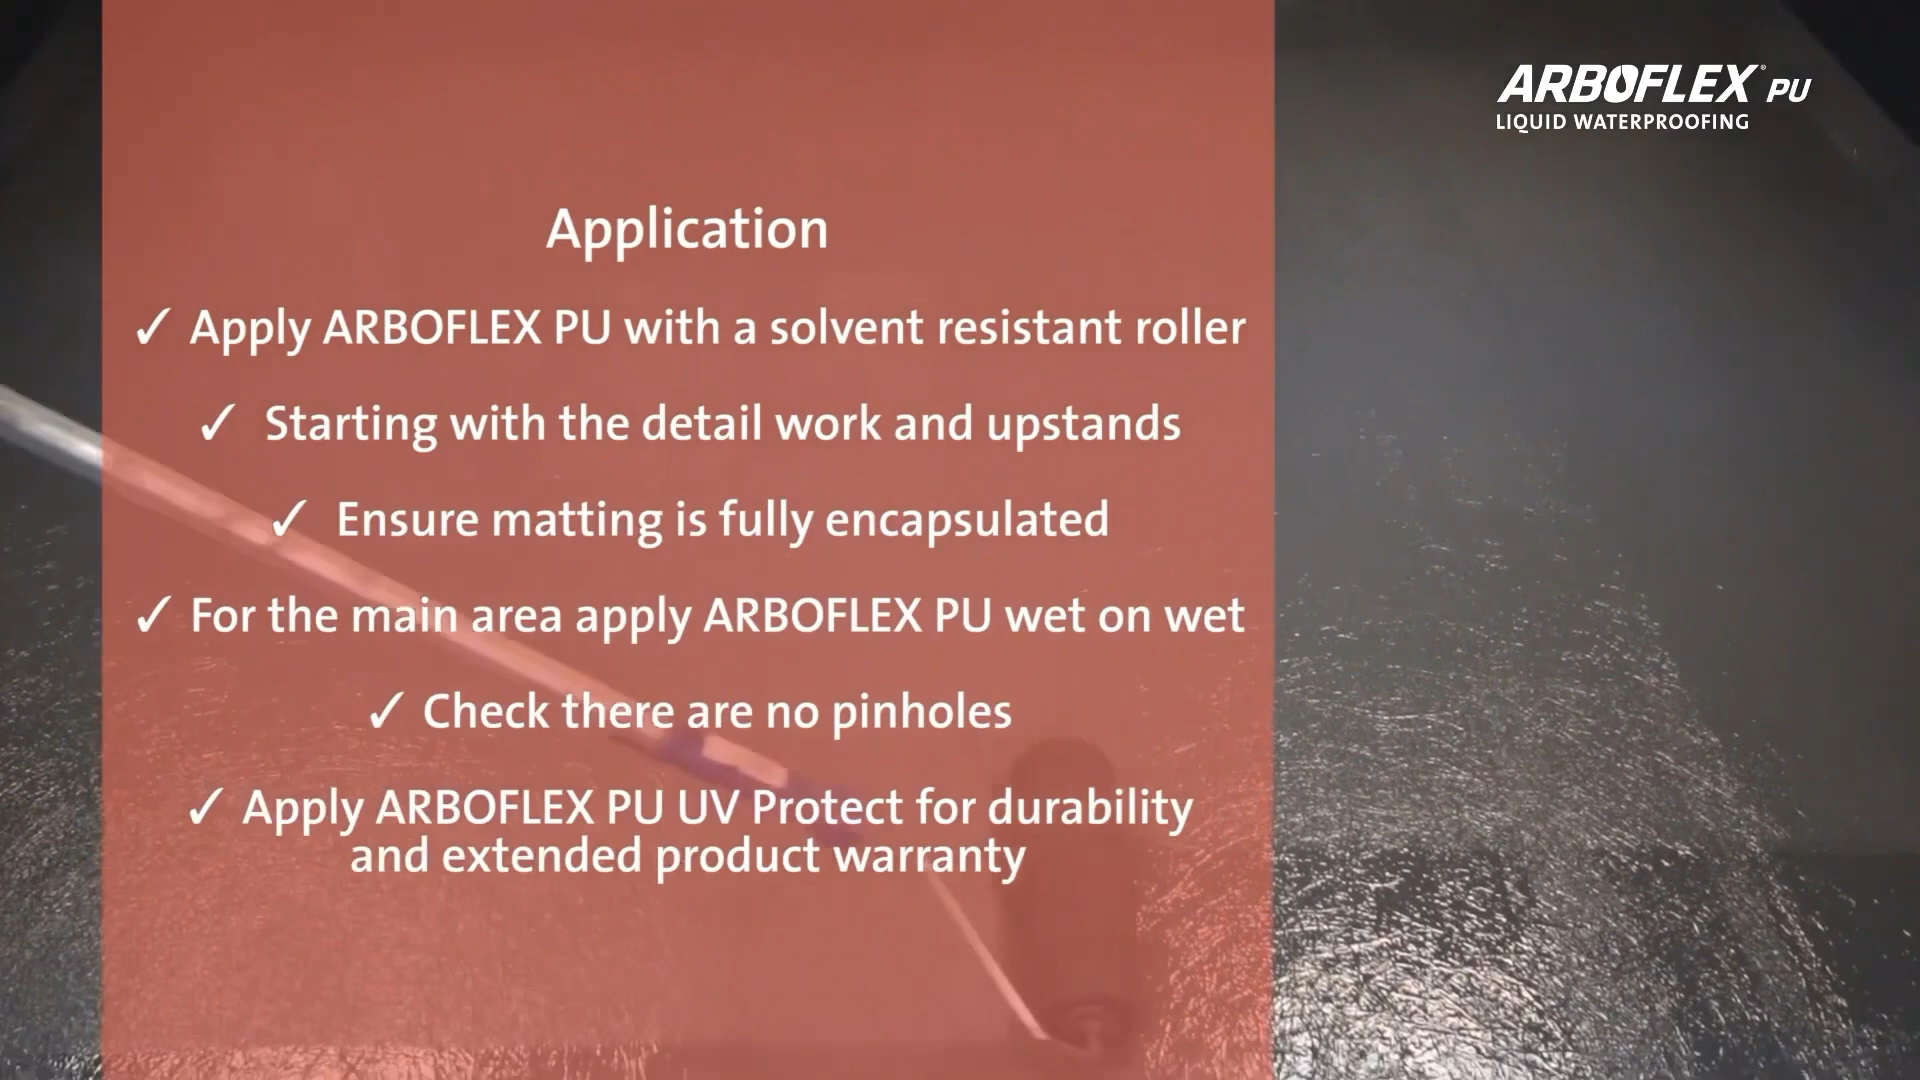 ARBOFLEX® PU
LIQUID WATERPROOFING
Application
✓ Apply ARBOFLEX PU with a solvent resistant roller
✓ Starting with the detail work and upstands
✓ Ensure matting is fully encapsulated
✓ For the main area apply ARBOFLEX PU wet on wet
✓ Check there are no pinholes
✓ Apply ARBOFLEX PU UV Protect for durability
and extended product warranty